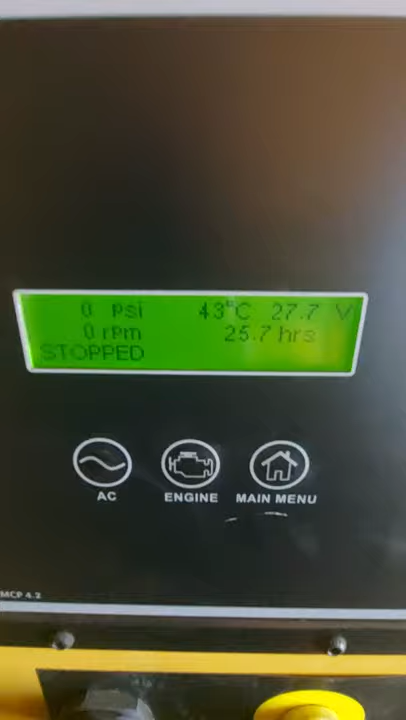 0 psi 43°C 27.7 V
0 rpm 25.7 hrs
STOPPED
AC ENGINE MAIN MENU
MCP 4.2